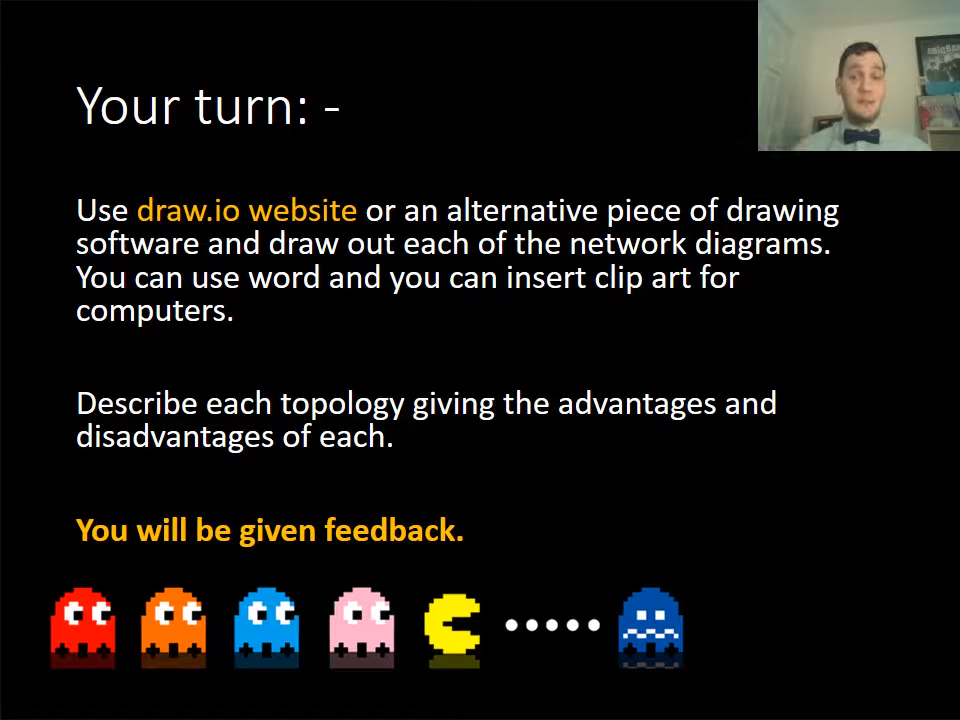 Your turn: -
Use draw.io website or an alternative piece of drawing
software and draw out each of the network diagrams.
You can use word and you can insert clip art for
computers.
Describe each topology giving the advantages and
disadvantages of each.
You will be given feedback.